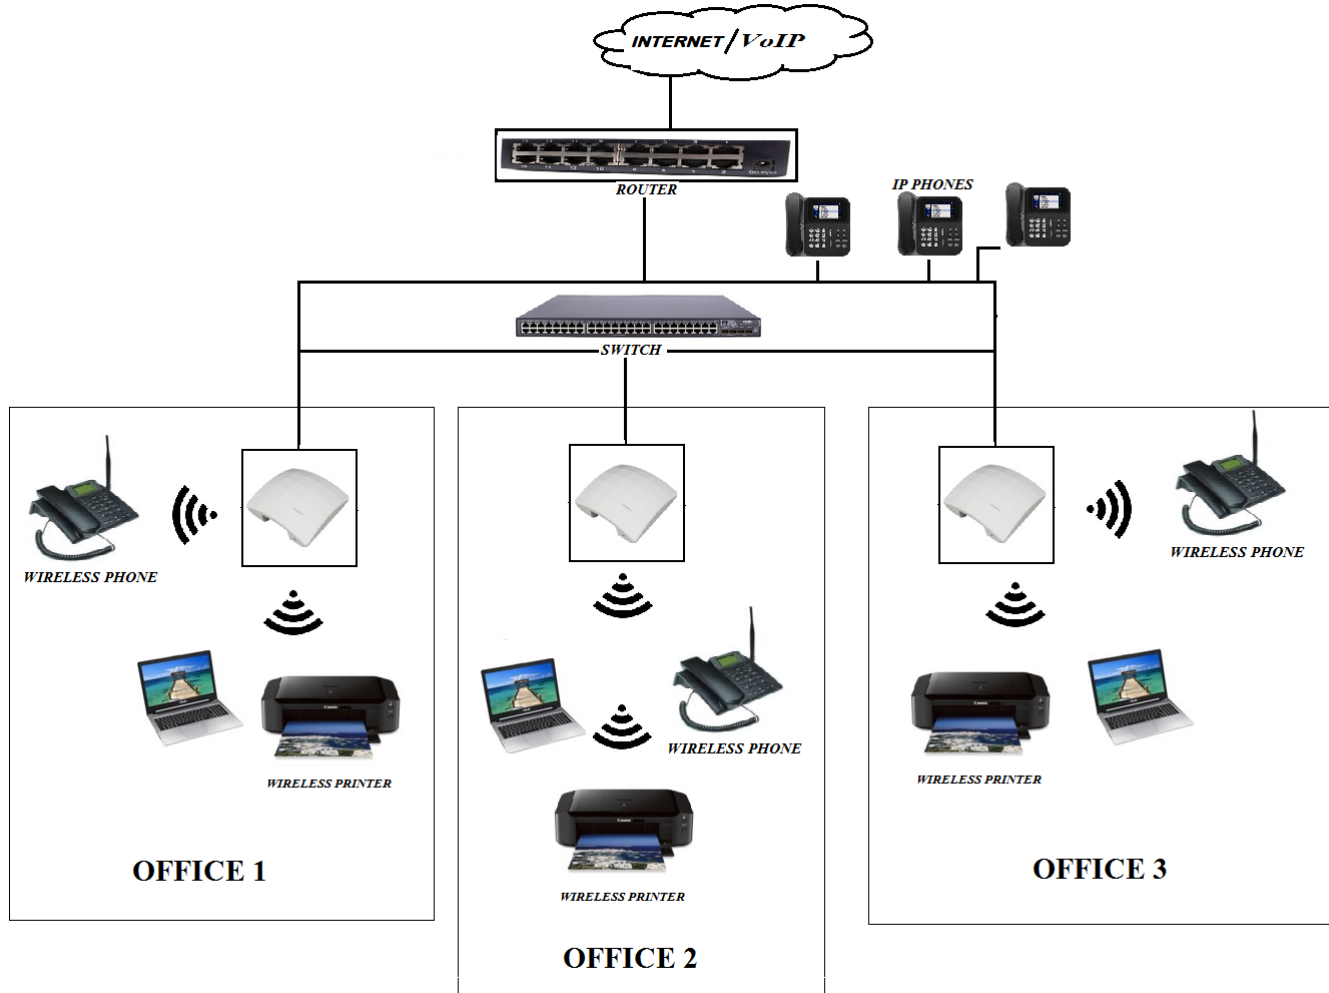 INTERNET/VoIP
ROUTER
IP PHONES
SWITCH
WIRELESS PHONE
WIRELESS PHONE
WIRELESS PHONE
WIRELESS PRINTER
WIRELESS PRINTER
WIRELESS PRINTER
OFFICE 1
OFFICE 2
OFFICE 3